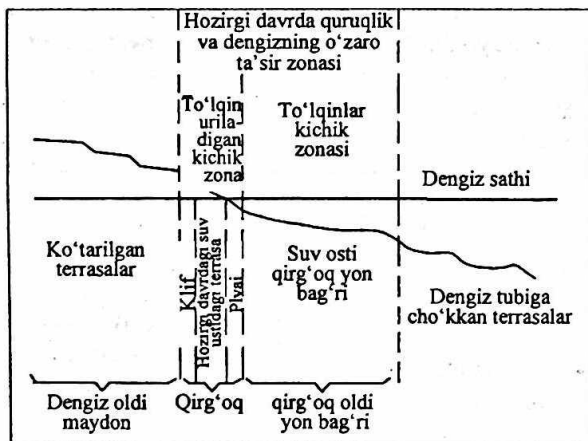 Hozirgi davrda quruqlik
va dengizning o‘zaro
ta’sir zonasi
To‘lqin
urila-
digan
kichik
zona
To‘lqinlar
kichik
zonasi
Dengiz sathi
Ko‘tarilgan
terrasalar
Klif
Hozirgi davrdagi suv
ustidagi terrasa
Plyaj
Suv osti
qirg‘oq yon
bag‘ri
Dengiz tubiga
cho‘kkan terrasalar
Dengiz oldi
maydon
Qirg‘oq
qirg‘oq oldi
yon bag‘ri